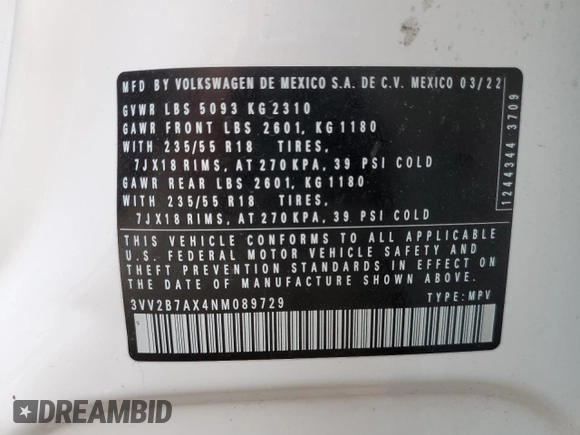 MFD BY VOLKSWAGEN DE MEXICO S.A. DE C.V. MEXICO 03/22
GVWR LBS 5093 KG 2310
GAWR FRONT LBS 2601, KG 1180
WITH 235/55 R18 TIRES,
7JX18 RIMS, AT 270 KPA, 39 PSI COLD
GAWR REAR LBS 2601, KG 1180
WITH 235/55 R18 TIRES,
7JX18 RIMS, AT 270 KPA, 39 PSI COLD
1244344 3709
THIS VEHICLE CONFORMS TO ALL APPLICABLE
U.S. FEDERAL MOTOR VEHICLE SAFETY AND
THEFT PREVENTION STANDARDS IN EFFECT ON
THE DATE OF MANUFACTURE SHOWN ABOVE.
3VV2B7AX4NM089729 TYPE: MPV
DREAMBID